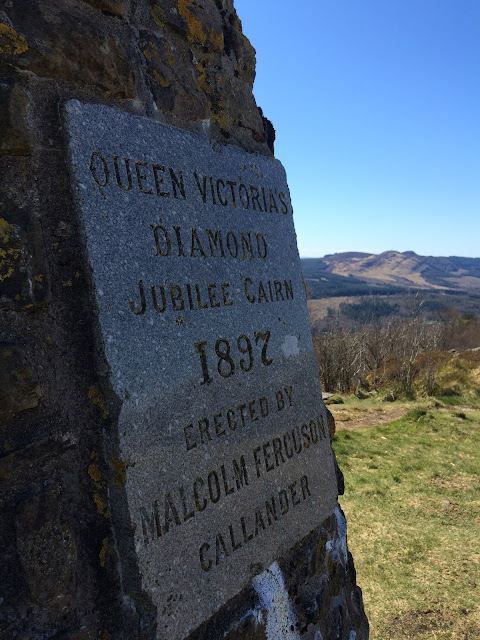 QUEEN VICTORIA'S
DIAMOND
JUBILEE CAIRN
1897
ERECTED BY
MALCOLM FERGUSON
CALLANDER